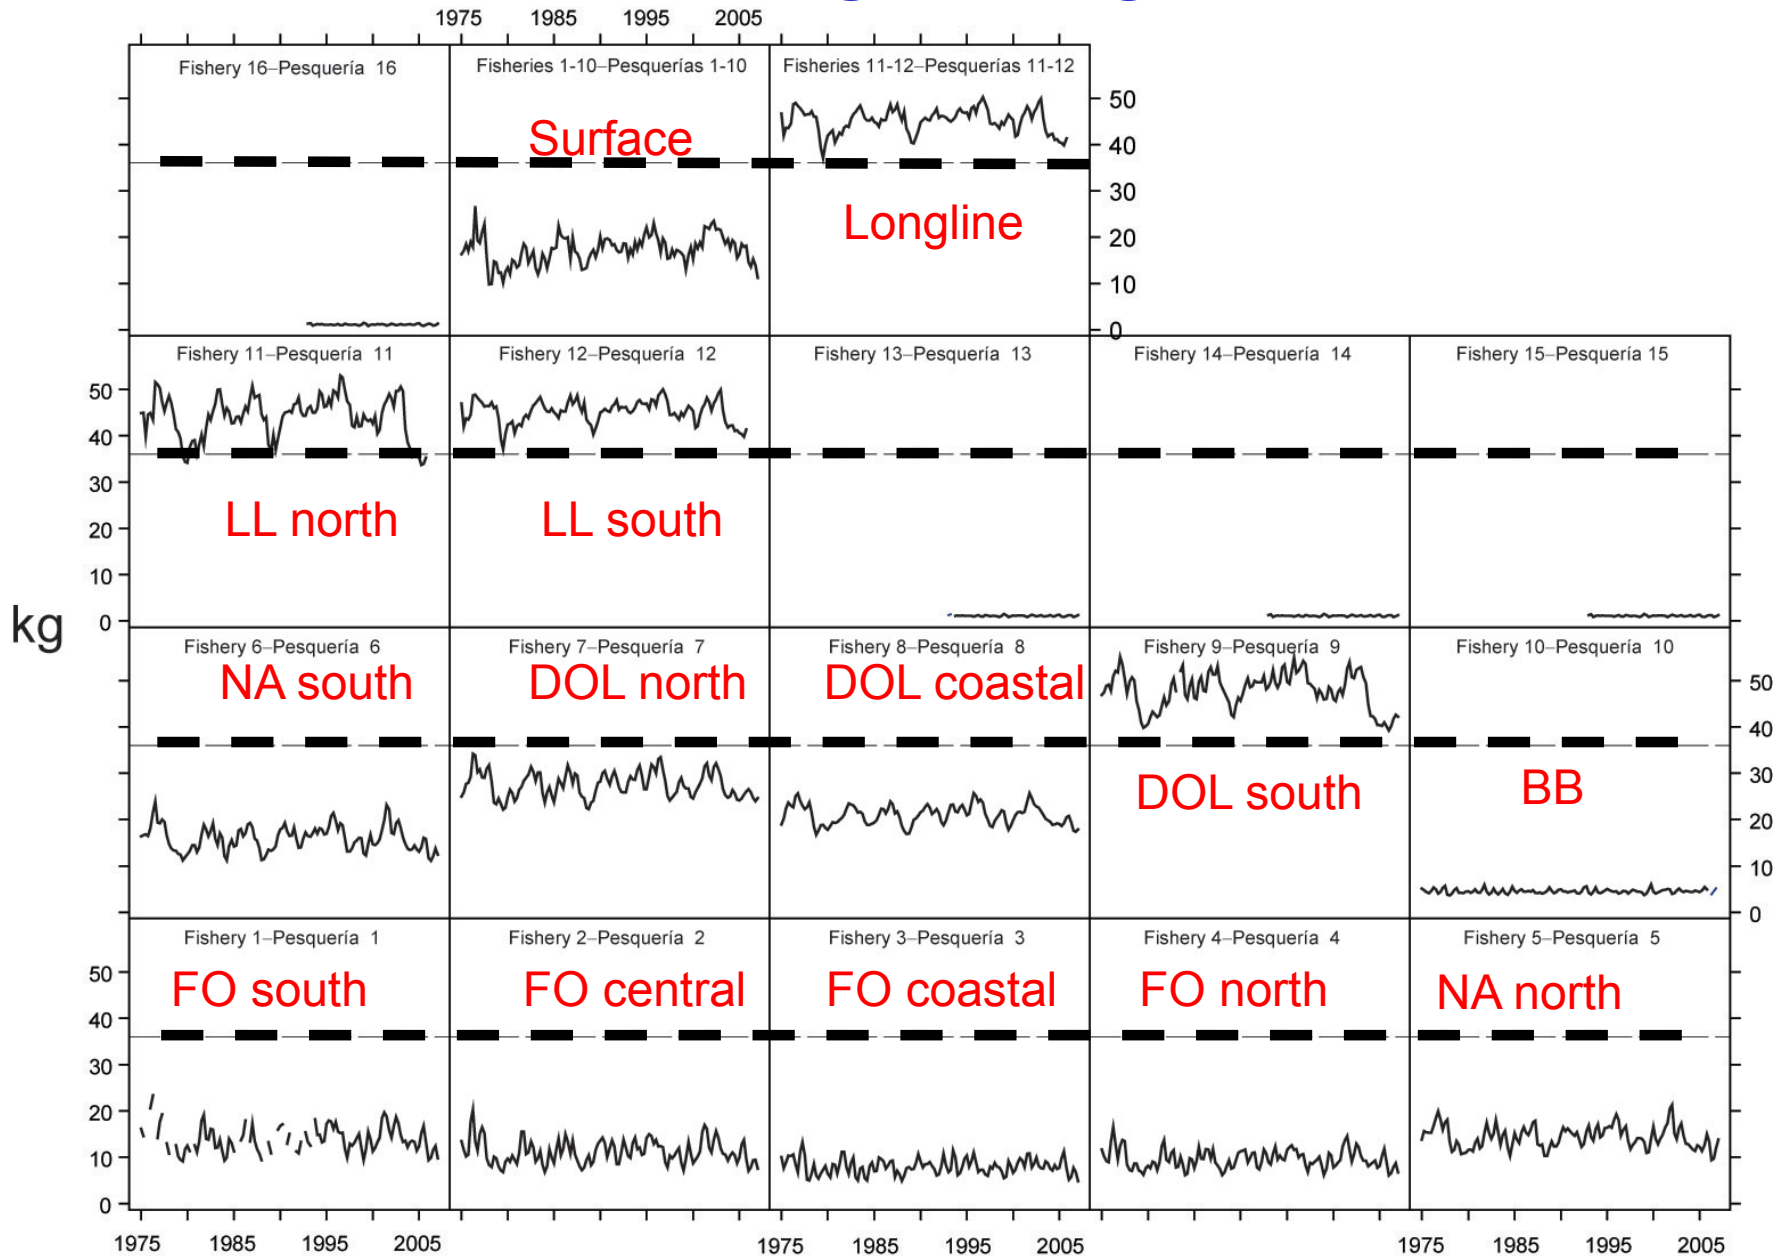 1975 1985 1995 2005
Fishery 16–Pesquería 16 Fisheries 1-10–Pesquerías 1-10 Fisheries 11-12–Pesquerías 11-12
Surface
Longline
50
40
30
20
10
0
Fishery 11–Pesquería 11 Fishery 12–Pesquería 12 Fishery 13–Pesquería 13 Fishery 14–Pesquería 14 Fishery 15–Pesquería 15
50
40
30
20
10
0
LL north LL south
kg
Fishery 6–Pesquería 6 Fishery 7–Pesquería 7 Fishery 8–Pesquería 8 Fishery 9–Pesquería 9 Fishery 10–Pesquería 10
NA south DOL north DOL coastal
DOL south BB
50
40
30
20
10
0
Fishery 1–Pesquería 1 Fishery 2–Pesquería 2 Fishery 3–Pesquería 3 Fishery 4–Pesquería 4 Fishery 5–Pesquería 5
FO south FO central FO coastal FO north NA north
50
40
30
20
10
0
1975 1985 1995 2005 1975 1985 1995 2005 1975 1985 1995 2005